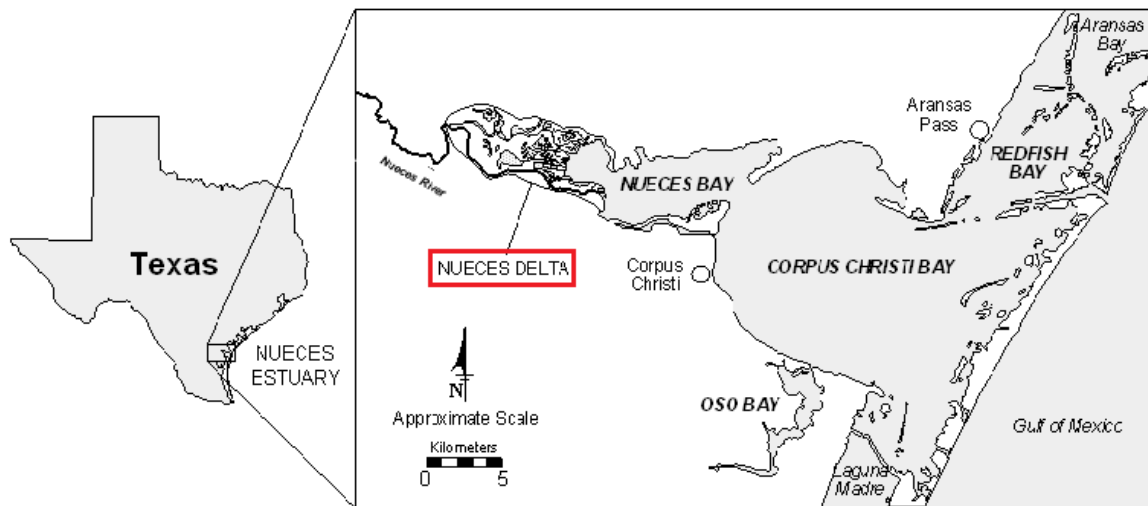 Texas
NUECES
ESTUARY
Nueces River
NUECES DELTA
NUECES BAY
Corpus
Christi
CORPUS CHRISTI BAY
Aransas
Pass
REDFISH
BAY
Aransas
Bay
OSO BAY
Laguna
Madre
Gulf of Mexico
N
Approximate Scale
Kilometers
0 5